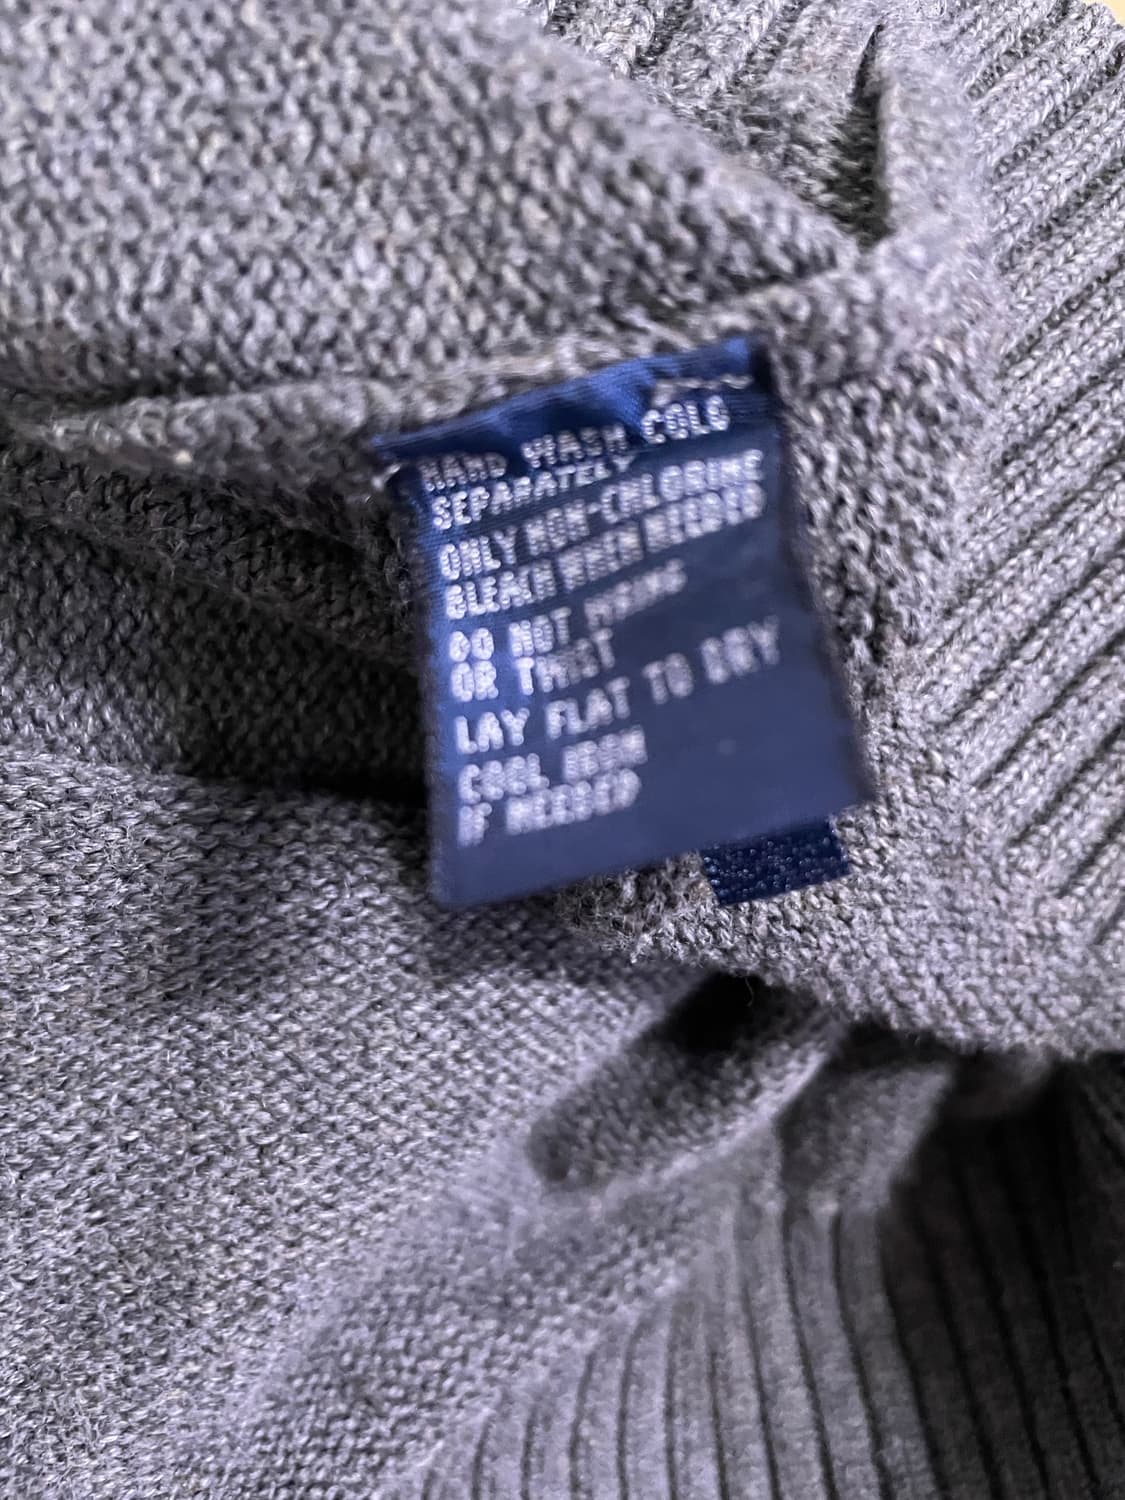 HAND WASH COLD
SEPARATELY
ONLY NON-CHLORINE
BLEACH WHEN NEEDED
DO NOT WRING
OR TWIST
LAY FLAT TO DRY
COOL IRON
IF NEEDED